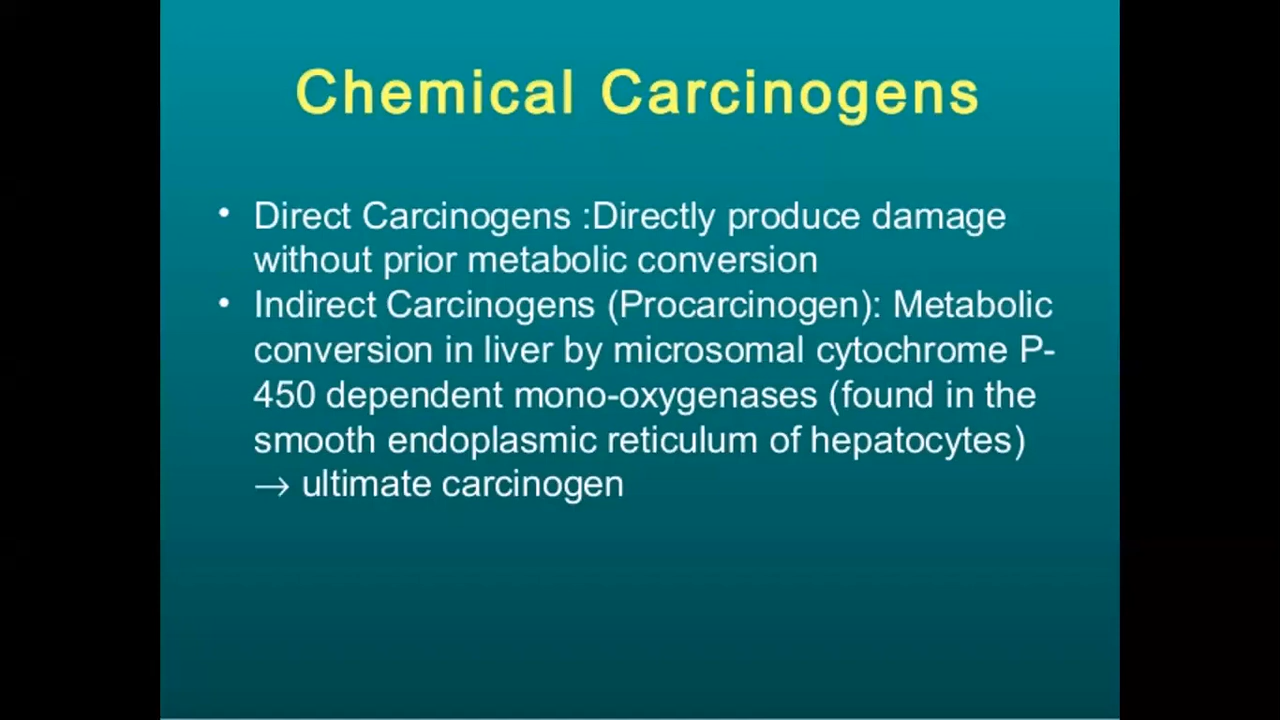 Chemical Carcinogens
• Direct Carcinogens :Directly produce damage
without prior metabolic conversion
• Indirect Carcinogens (Procarcinogen): Metabolic
conversion in liver by microsomal cytochrome P-
450 dependent mono-oxygenases (found in the
smooth endoplasmic reticulum of hepatocytes)
→ ultimate carcinogen